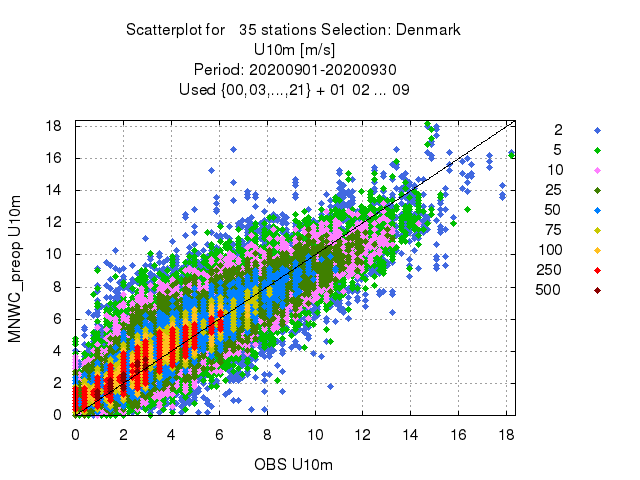 Scatterplot for   35 stations Selection: Denmark
U10m [m/s]
Period: 20200901-20200930
Used {00,03,...,21} + 01 02 ... 09
MNWC_preop U10m
18
16
14
12
10
8
6
4
2
0
0 2 4 6 8 10 12 14 16 18
OBS U10m
2
5
10
25
50
75
100
250
500